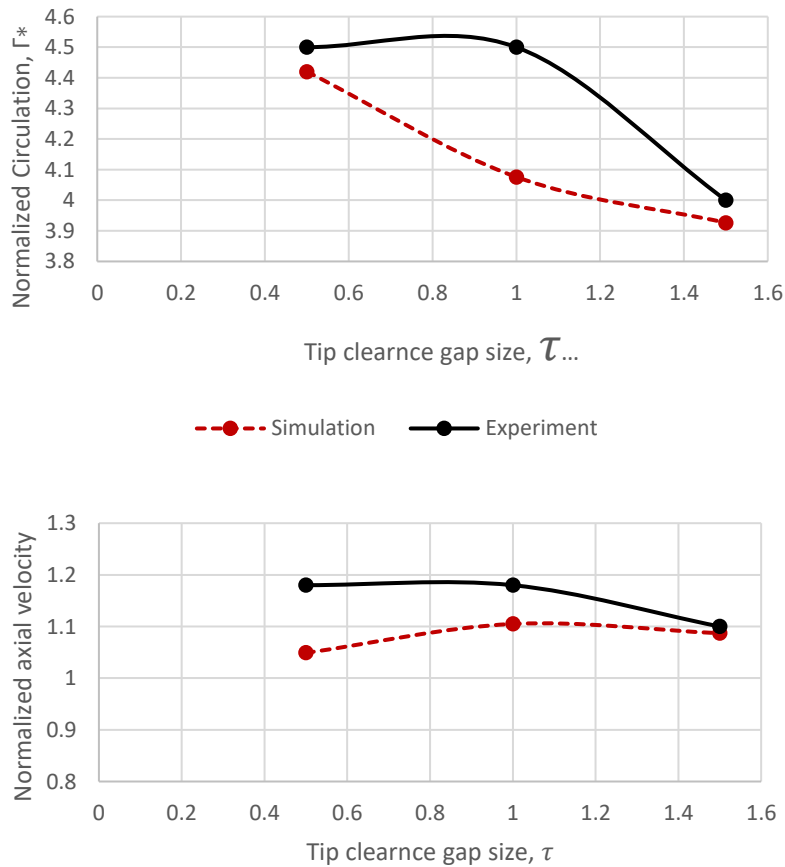 Normalized Circulation, Γ*
4.6
4.5
4.4
4.3
4.2
4.1
4
3.9
3.8
0 0.2 0.4 0.6 0.8 1 1.2 1.4 1.6
Tip clearnce gap size, τ...
Simulation Experiment
Normalized axial velocity
1.3
1.2
1.1
1
0.9
0.8
0 0.2 0.4 0.6 0.8 1 1.2 1.4 1.6
Tip clearnce gap size, τ